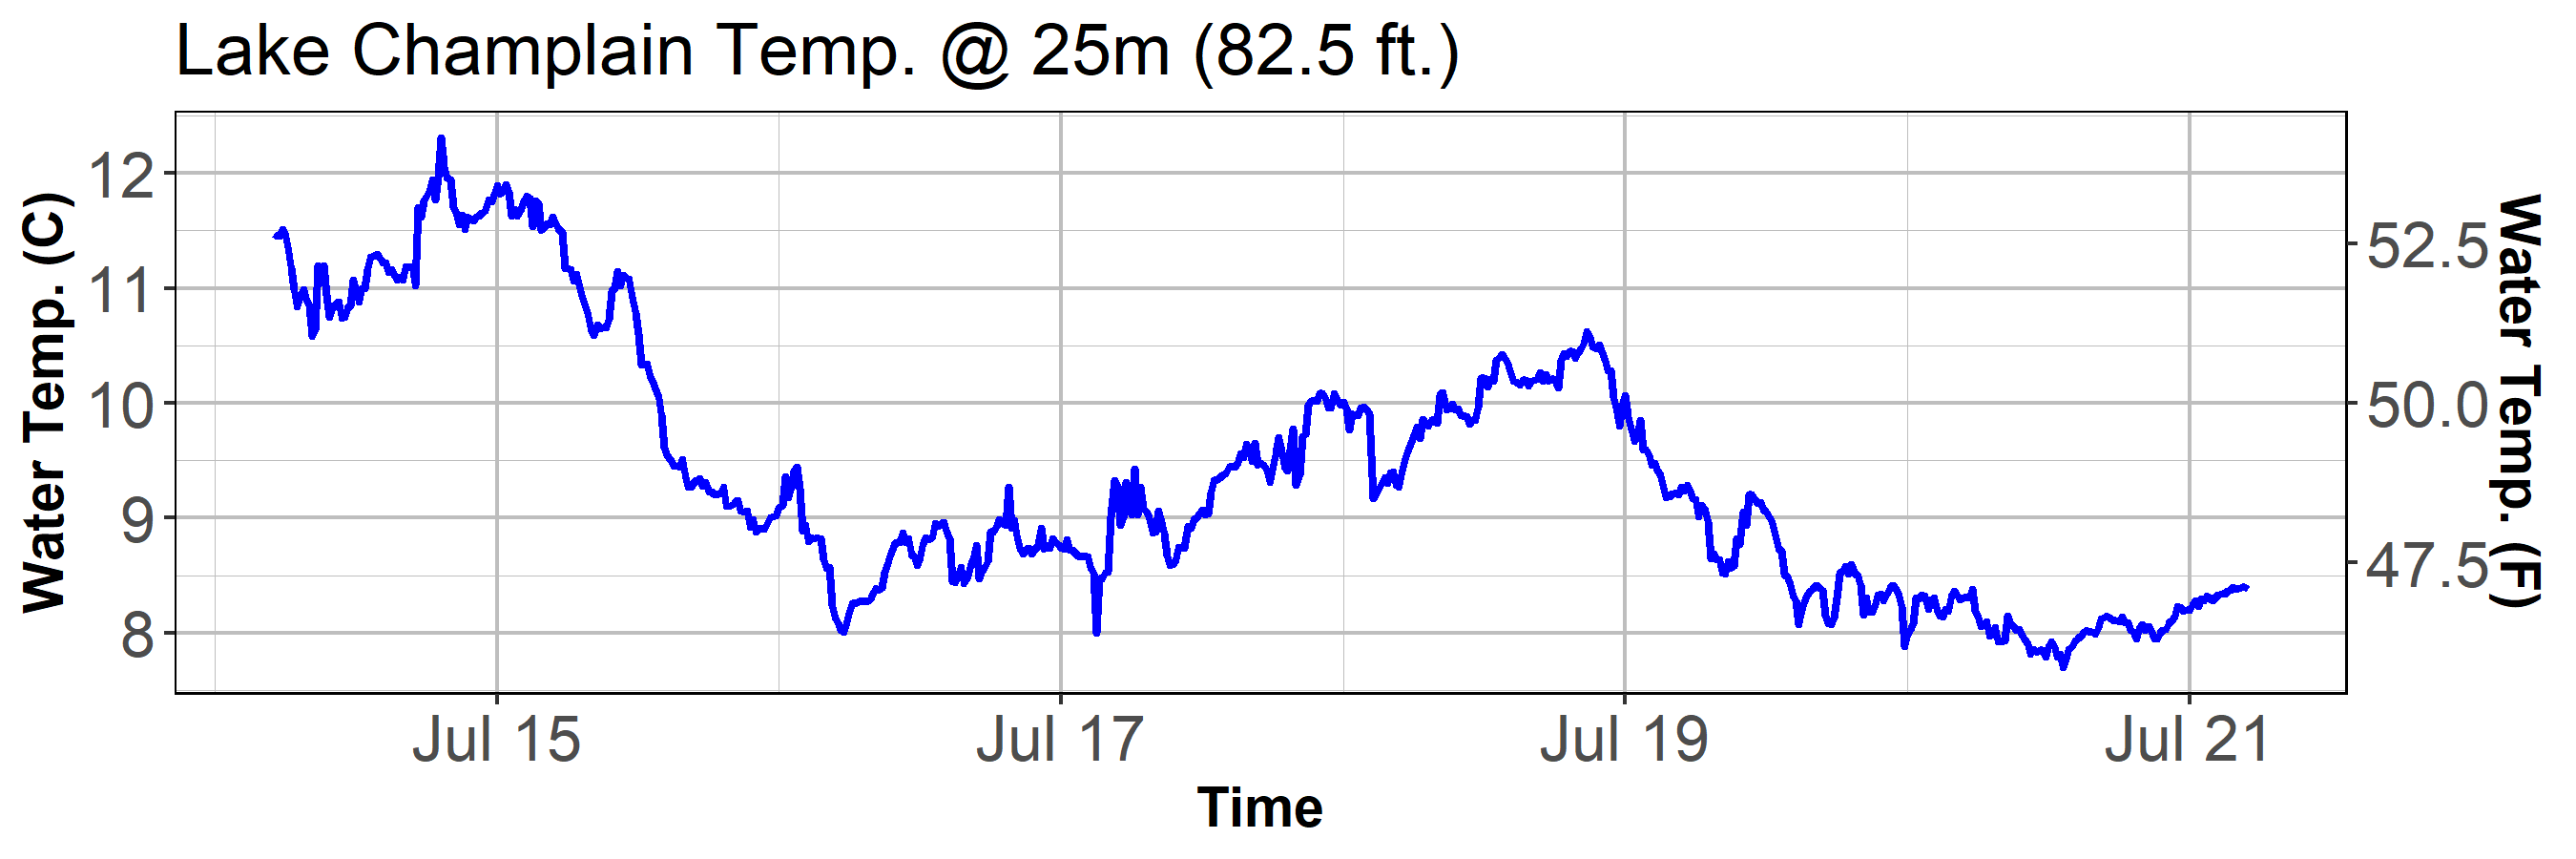 Lake Champlain Temp. @ 25m (82.5 ft.)
Water Temp. (C)
12
11
10
9
8
52.5
50.0
47.5
Water Temp. (F)
Jul 15
Jul 17
Jul 19
Jul 21
Time